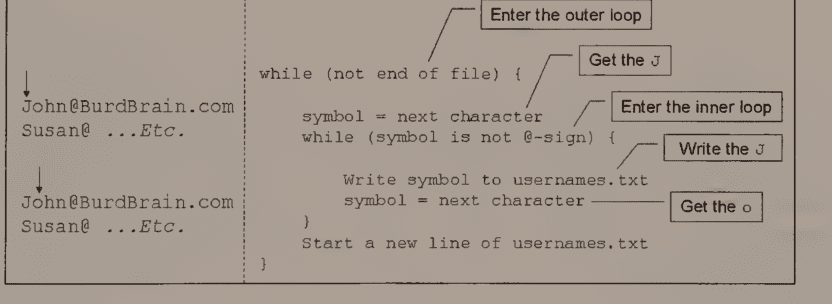 Enter the outer loop
while (not end of file) {
Get the J
John@BurdBrain.com
Susan@ ...Etc.
symbol = next character
Enter the inner loop
while (symbol is not @-sign) {
Write the J
John@BurdBrain.com
Susan@ ...Etc.
Write symbol to usernames.txt
symbol = next character
Get the o
}
Start a new line of usernames.txt
}